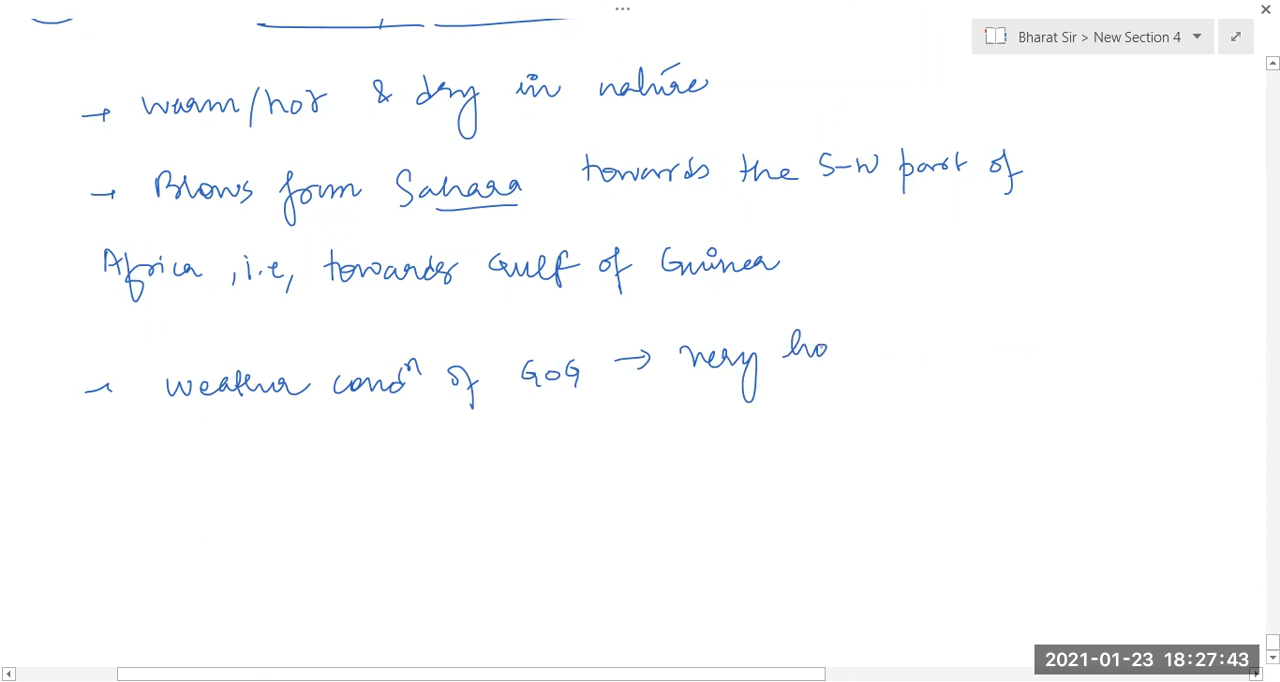 ...
Bharat Sir > New Section 4
→ warm/hot & dry in nature
→ Blows form Sahara towards the S-W part of
Africa, i.e, towards Gulf of Guinea
→ weather condⁿ of GOG → very ho
2021-01-23 18:27:43